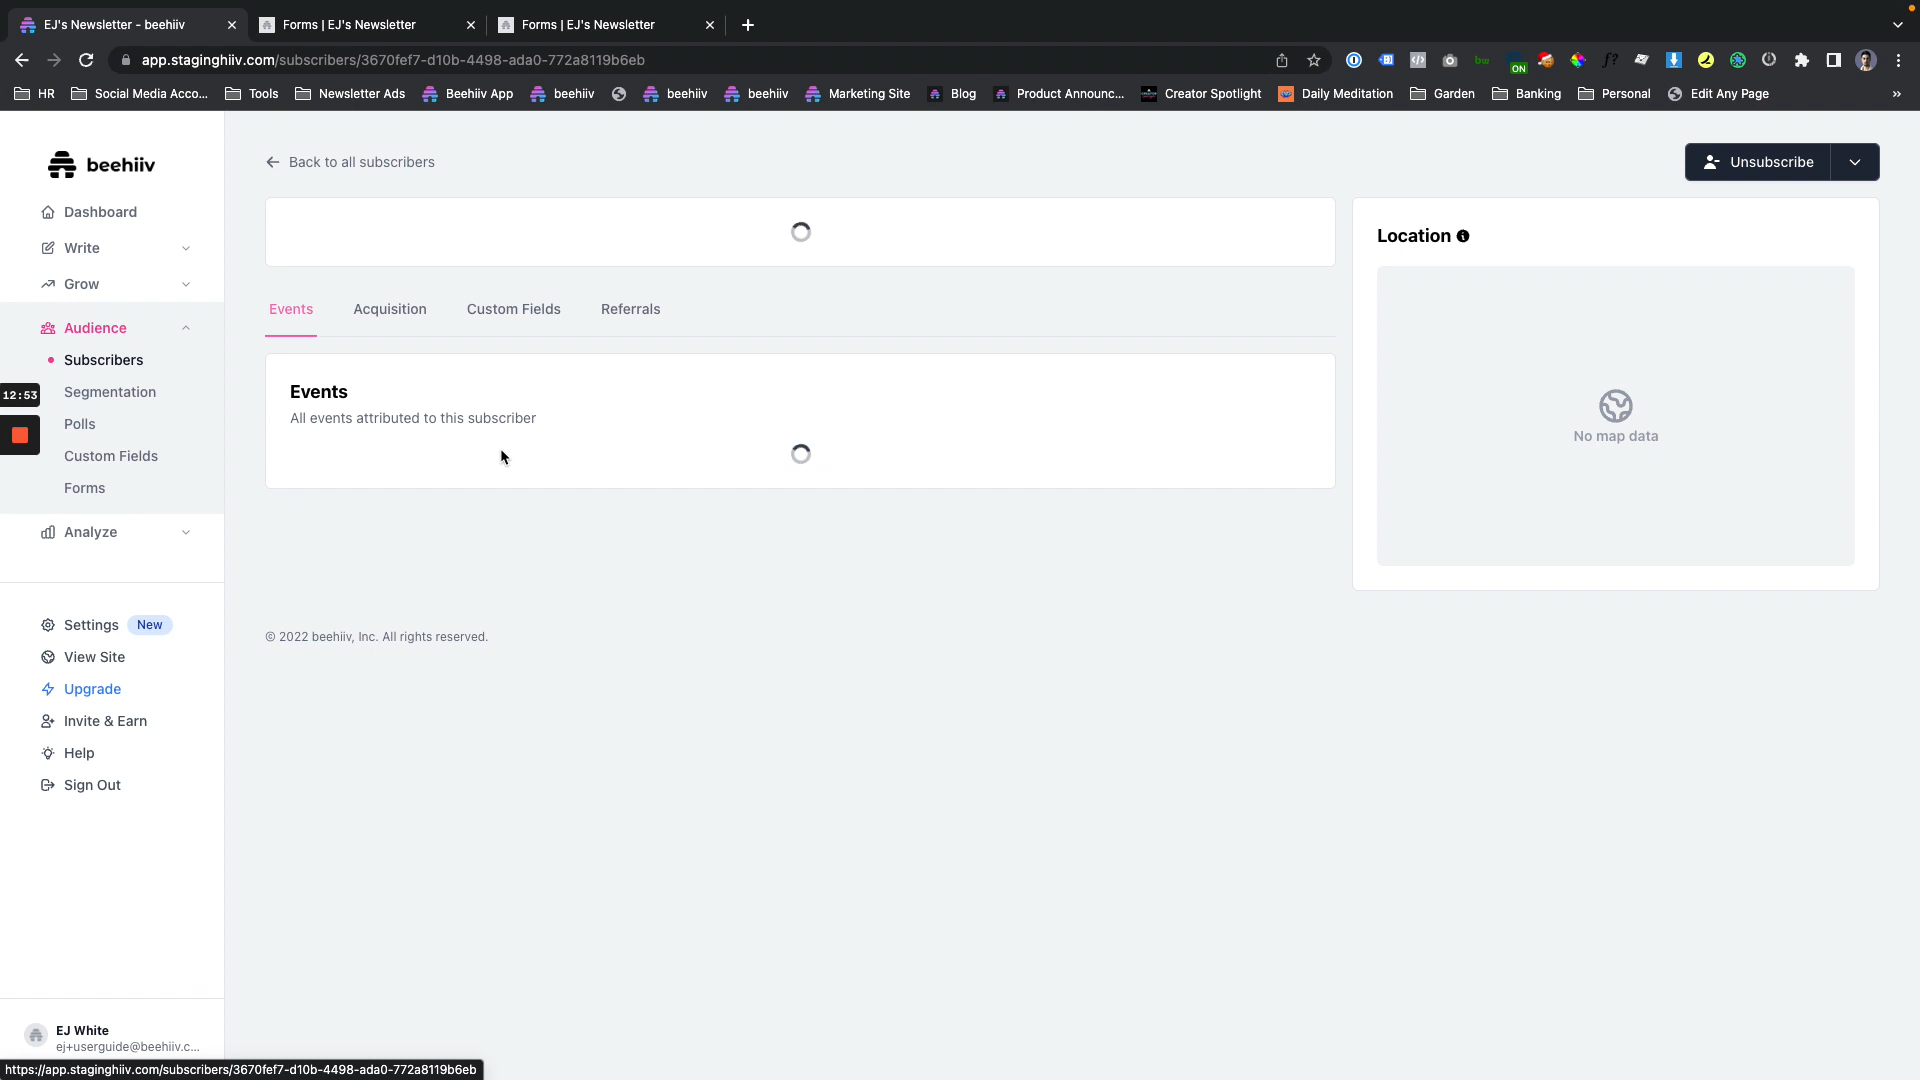 EJ's Newsletter - beehiiv
Forms | EJ's Newsletter
Forms | EJ's Newsletter
app.staginghiiv.com/subscribers/3670fef7-d10b-4498-ada0-772a8119b6eb
bw
ON
f?
HR
Social Media Acco...
Tools
Newsletter Ads
Beehiiv App
beehiiv
beehiiv
beehiiv
Marketing Site
Blog
Product Announc...
Creator Spotlight
Daily Meditation
Garden
Banking
Personal
Edit Any Page
»
beehiiv
Dashboard
Write
Grow
Audience
Subscribers
Segmentation
Polls
Custom Fields
Forms
Analyze
12:53
Settings New
View Site
Upgrade
Invite & Earn
Help
Sign Out
EJ White
ej+userguide@beehiiv.c...
Back to all subscribers
Unsubscribe
Events
Acquisition
Custom Fields
Referrals
Events
All events attributed to this subscriber
Location
No map data
© 2022 beehiiv, Inc. All rights reserved.
https://app.staginghiiv.com/subscribers/3670fef7-d10b-4498-ada0-772a8119b6eb